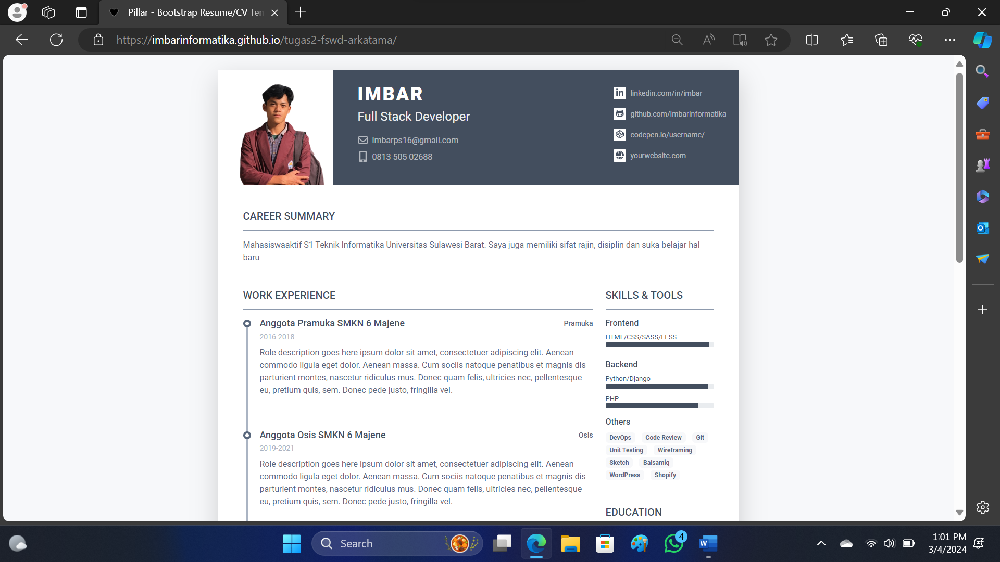 Pillar - Bootstrap Resume/CV Tem
https://imbarinformatika.github.io/tugas2-fswd-arkatama/
IMBAR
Full Stack Developer
imbarps16@gmail.com
0813 505 02688
linkedin.com/in/imbar
github.com/ImbarInformatika
codepen.io/username/
yourwebsite.com
CAREER SUMMARY
Mahasiswaaktif S1 Teknik Informatika Universitas Sulawesi Barat. Saya juga memiliki sifat rajin, disiplin dan suka belajar hal
baru
WORK EXPERIENCE
Anggota Pramuka SMKN 6 Majene
Pramuka
2016-2018
Role description goes here ipsum dolor sit amet, consectetuer adipiscing elit. Aenean
commodo ligula eget dolor. Aenean massa. Cum sociis natoque penatibus et magnis dis
parturient montes, nascetur ridiculus mus. Donec quam felis, ultricies nec, pellentesque
eu, pretium quis, sem. Donec pede justo, fringilla vel.
Anggota Osis SMKN 6 Majene
Osis
2019-2021
Role description goes here ipsum dolor sit amet, consectetuer adipiscing elit. Aenean
commodo ligula eget dolor. Aenean massa. Cum sociis natoque penatibus et magnis dis
parturient montes, nascetur ridiculus mus. Donec quam felis, ultricies nec, pellentesque
eu, pretium quis, sem. Donec pede justo, fringilla vel.
SKILLS & TOOLS
Frontend
HTML/CSS/SASS/LESS
Backend
Python/Django
PHP
Others
DevOps Code Review Git
Unit Testing Wireframing
Sketch Balsamiq
WordPress Shopify
EDUCATION
Search
4
1:01 PM
3/4/2024